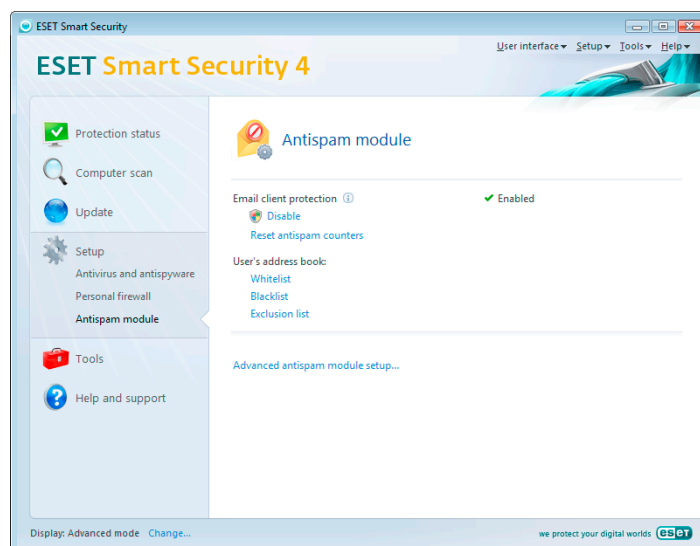 ESET Smart Security
User interface Setup Tools Help
ESET Smart Security 4
Protection status
Computer scan
Update
Setup
Antivirus and antispyware
Personal firewall
Antispam module
Tools
Help and support
Antispam module
Email client protection Enabled
Disable
Reset antispam counters
User's address book:
Whitelist
Blacklist
Exclusion list
Advanced antispam module setup...
Display: Advanced mode Change...
we protect your digital worlds eset